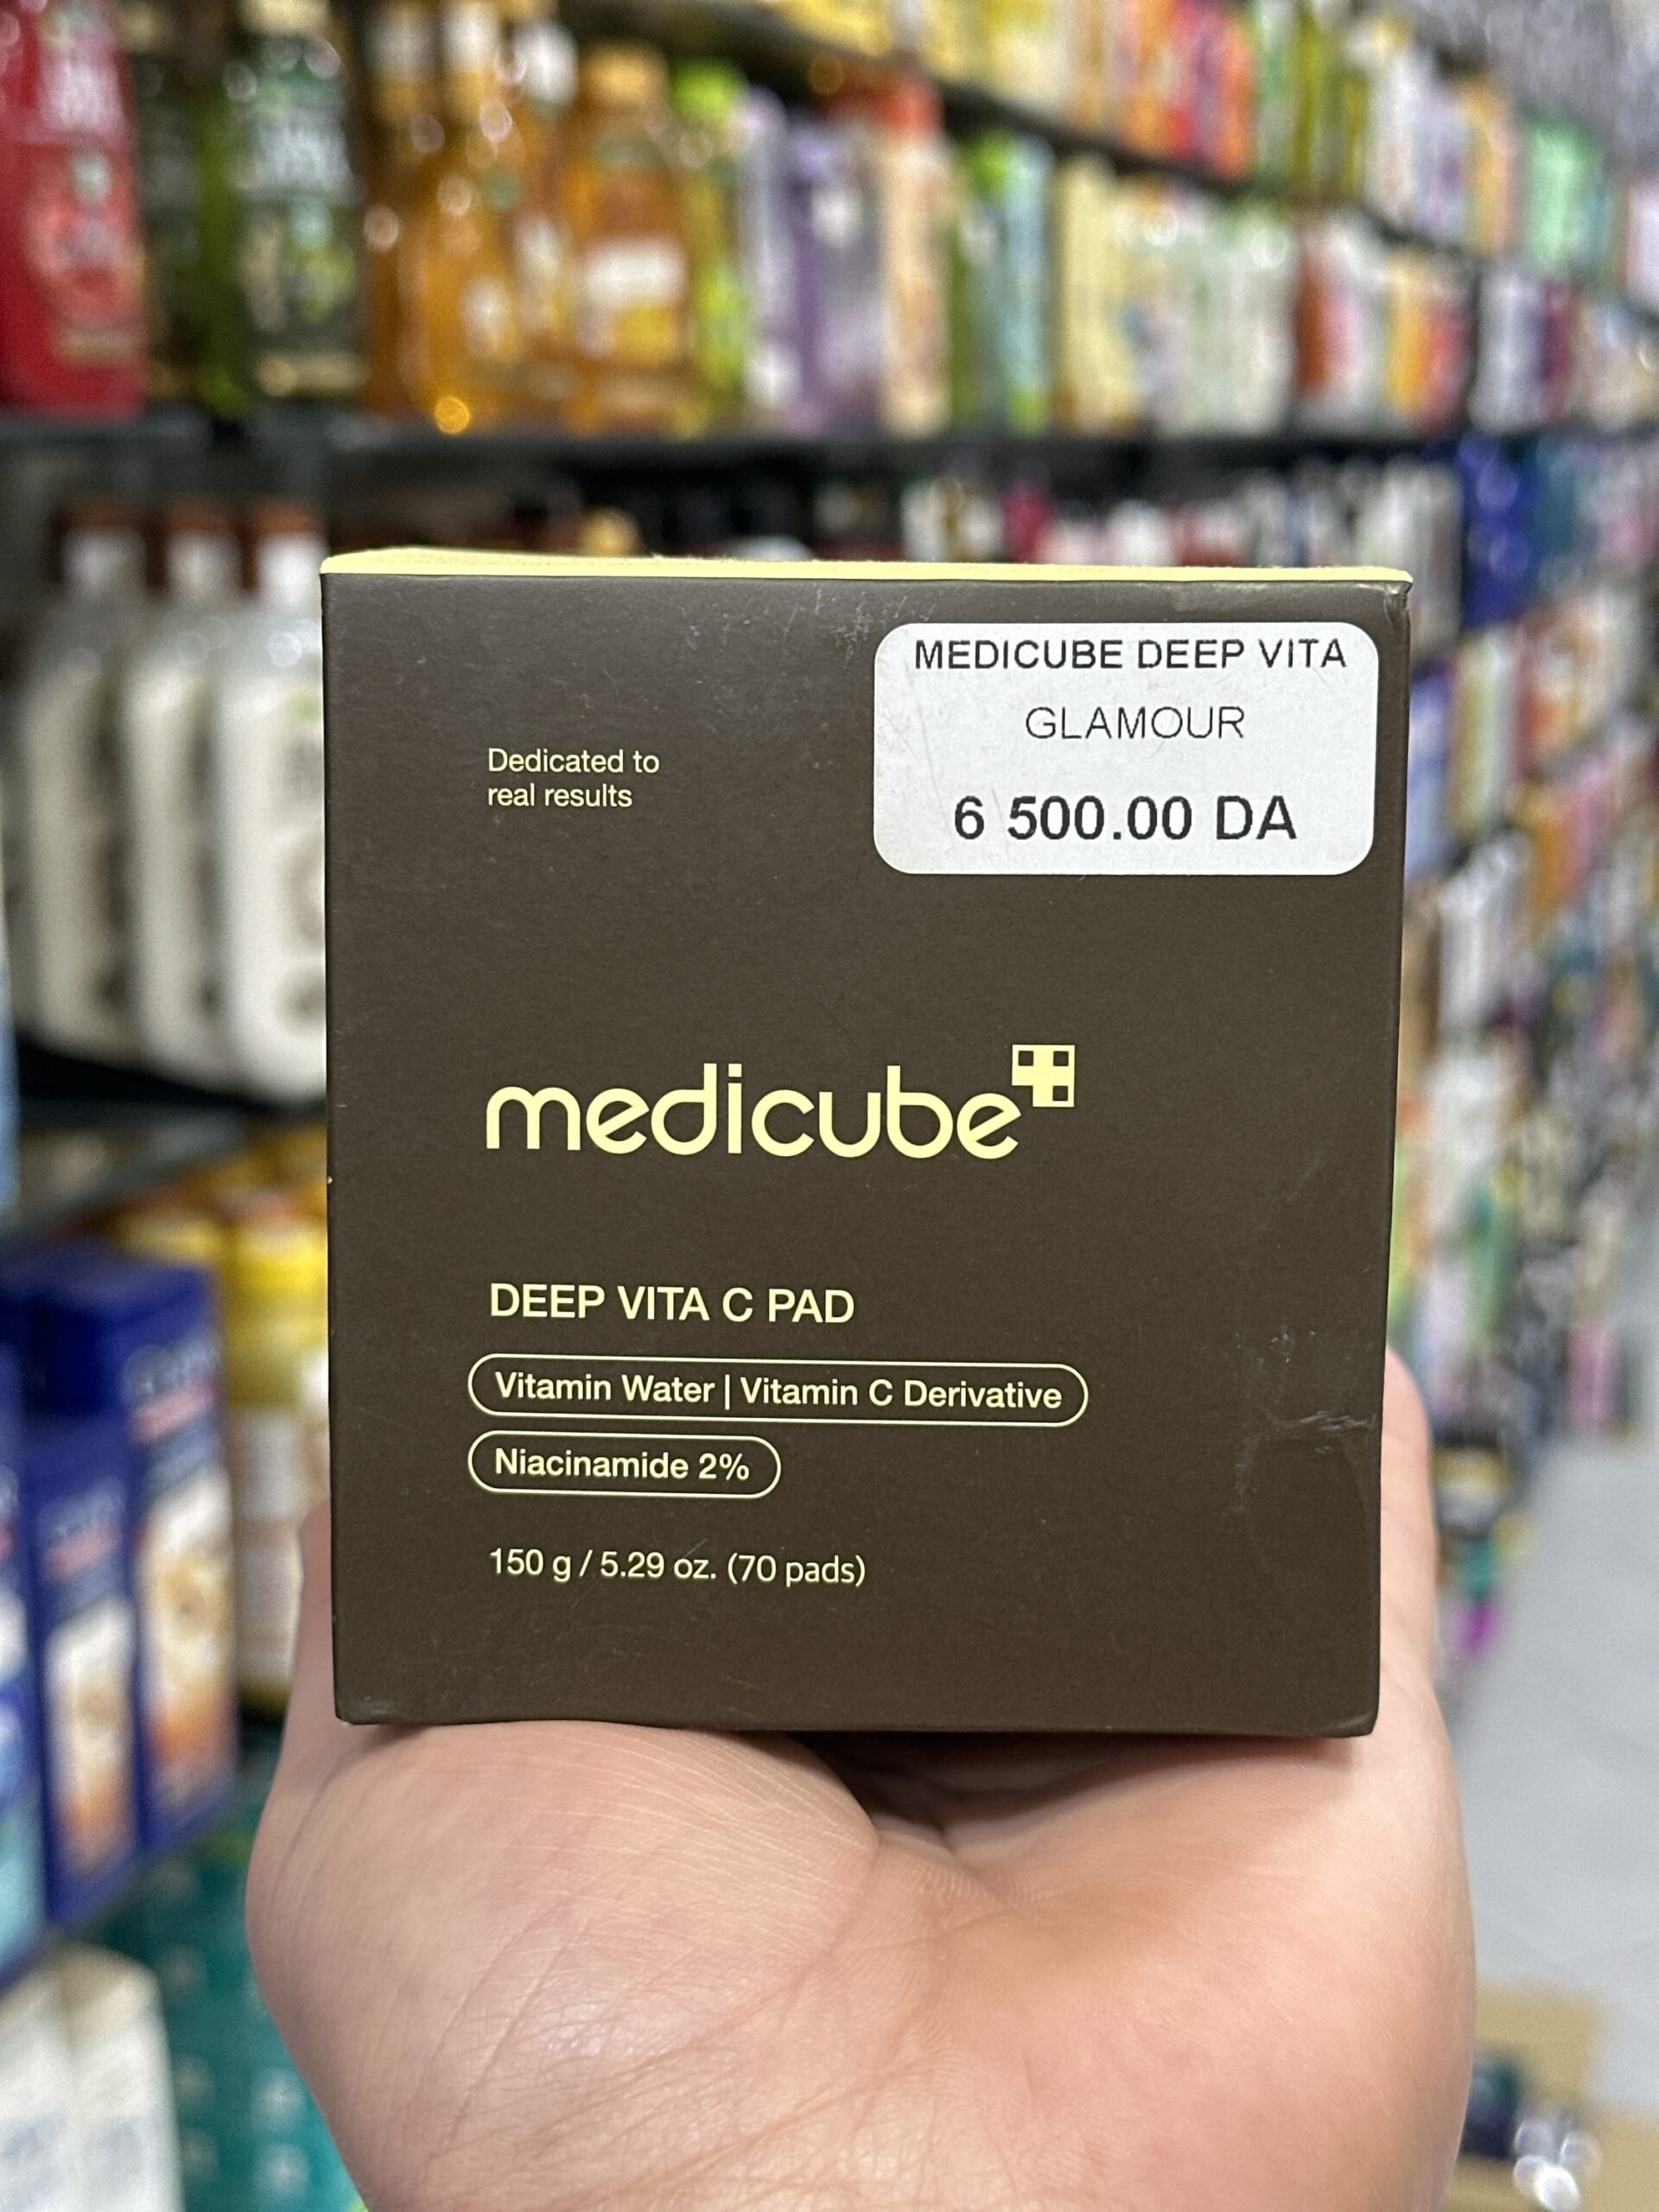 MEDICUBE DEEP VITA
GLAMOUR
6 500.00 DA
Dedicated to
real results
medicube
DEEP VITA C PAD
Vitamin Water | Vitamin C Derivative
Niacinamide 2%
150 g / 5.29 oz. (70 pads)